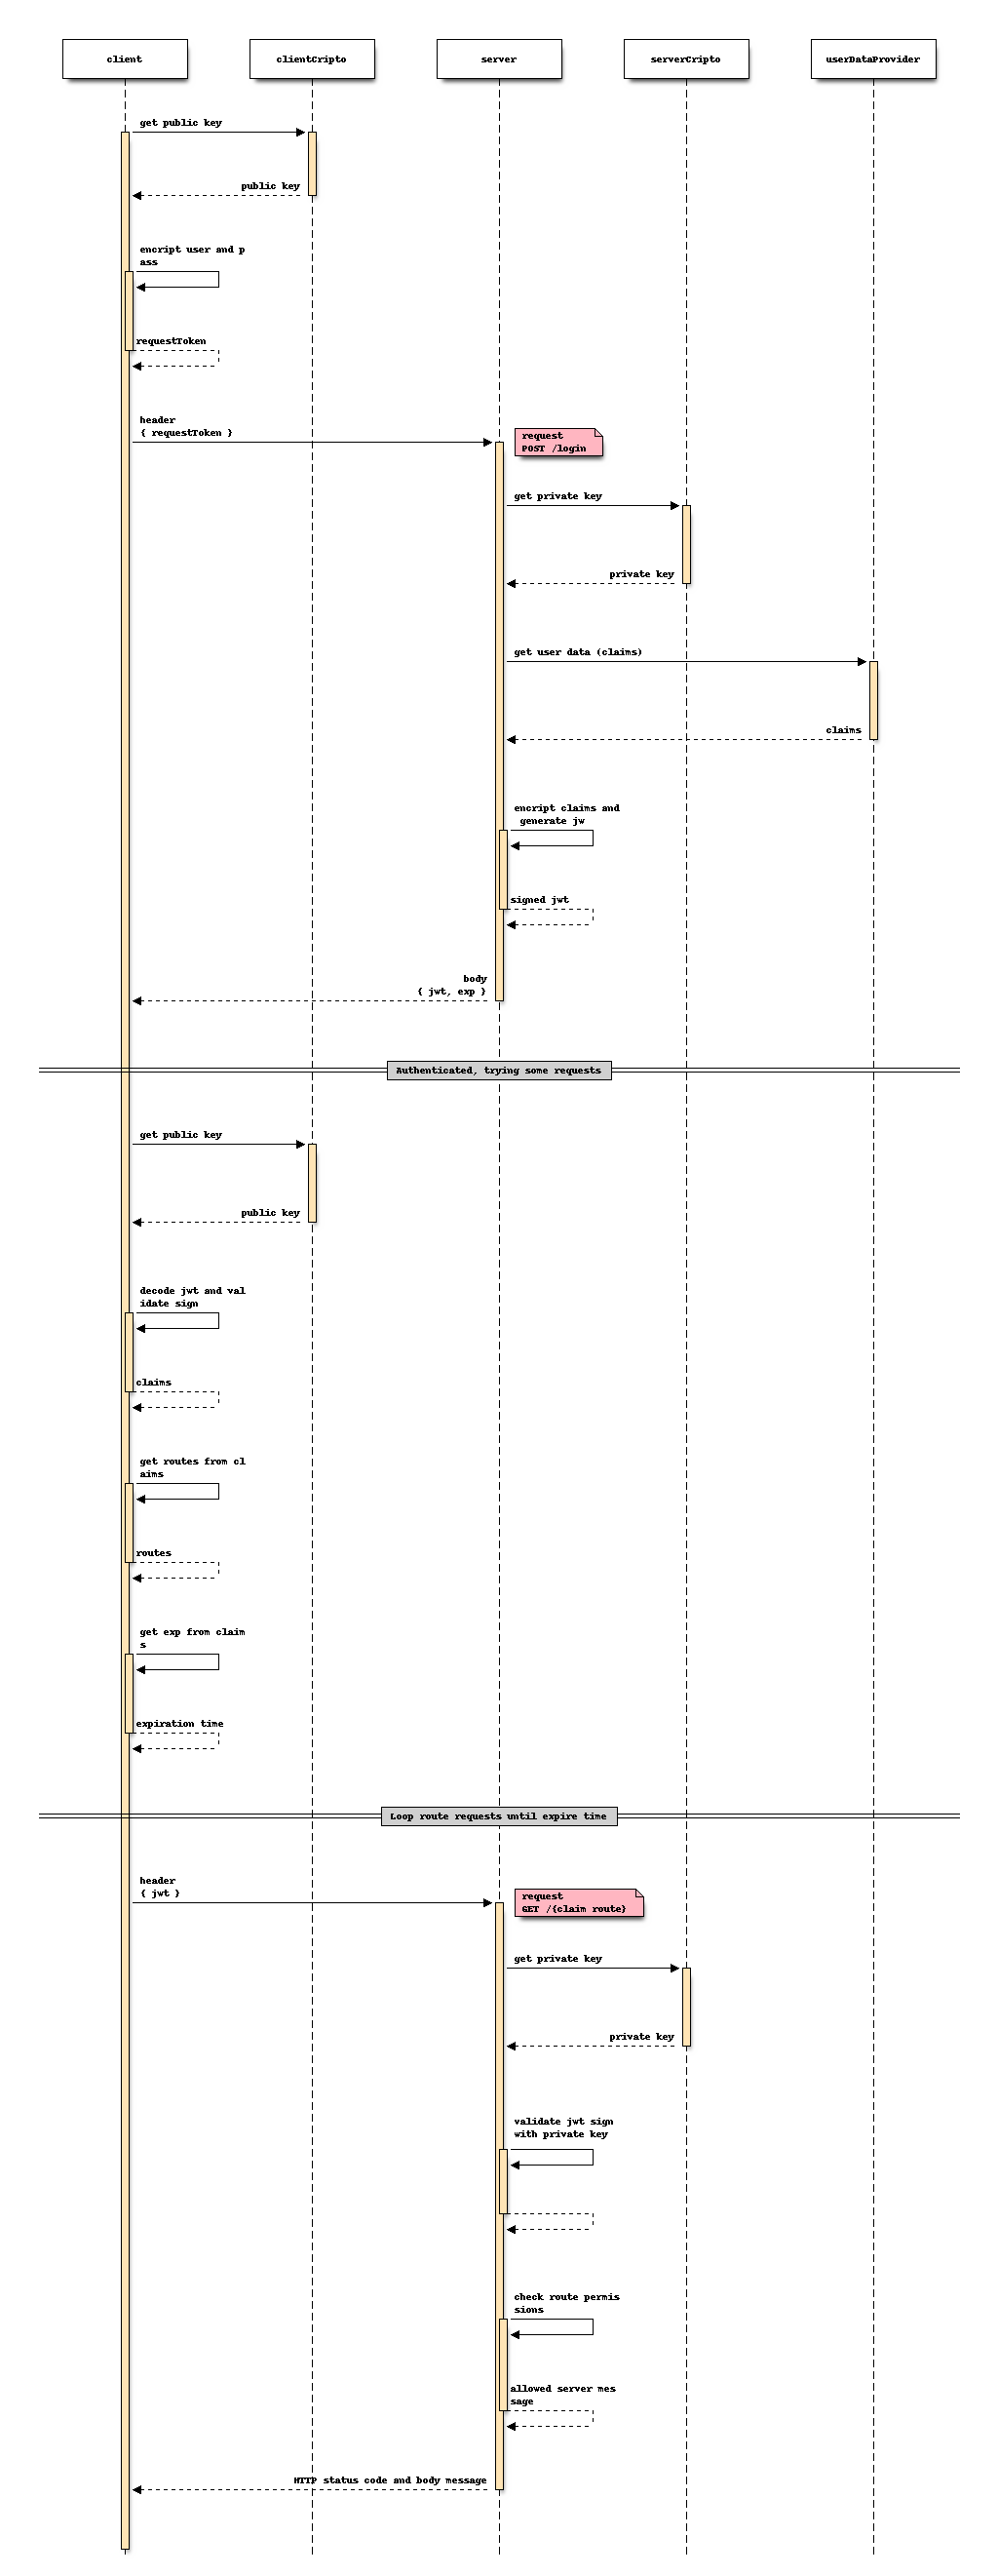 client
clientCripto
server
serverCripto
userDataProvider
get public key
public key
encript user and p
ass
requestToken
header
{ requestToken }
request
POST /login
get private key
private key
get user data (claims)
claims
encript claims and
generate jw
signed jwt
body
{ jwt, exp }
Authenticated, trying some requests
get public key
public key
decode jwt and val
idate sign
claims
get routes from cl
aims
routes
get exp from claim
s
expiration time
Loop route requests until expire time
header
{ jwt }
request
GET /{claim route}
get private key
private key
validate jwt sign
with private key
check route permis
sions
allowed server mes
sage
HTTP status code and body message